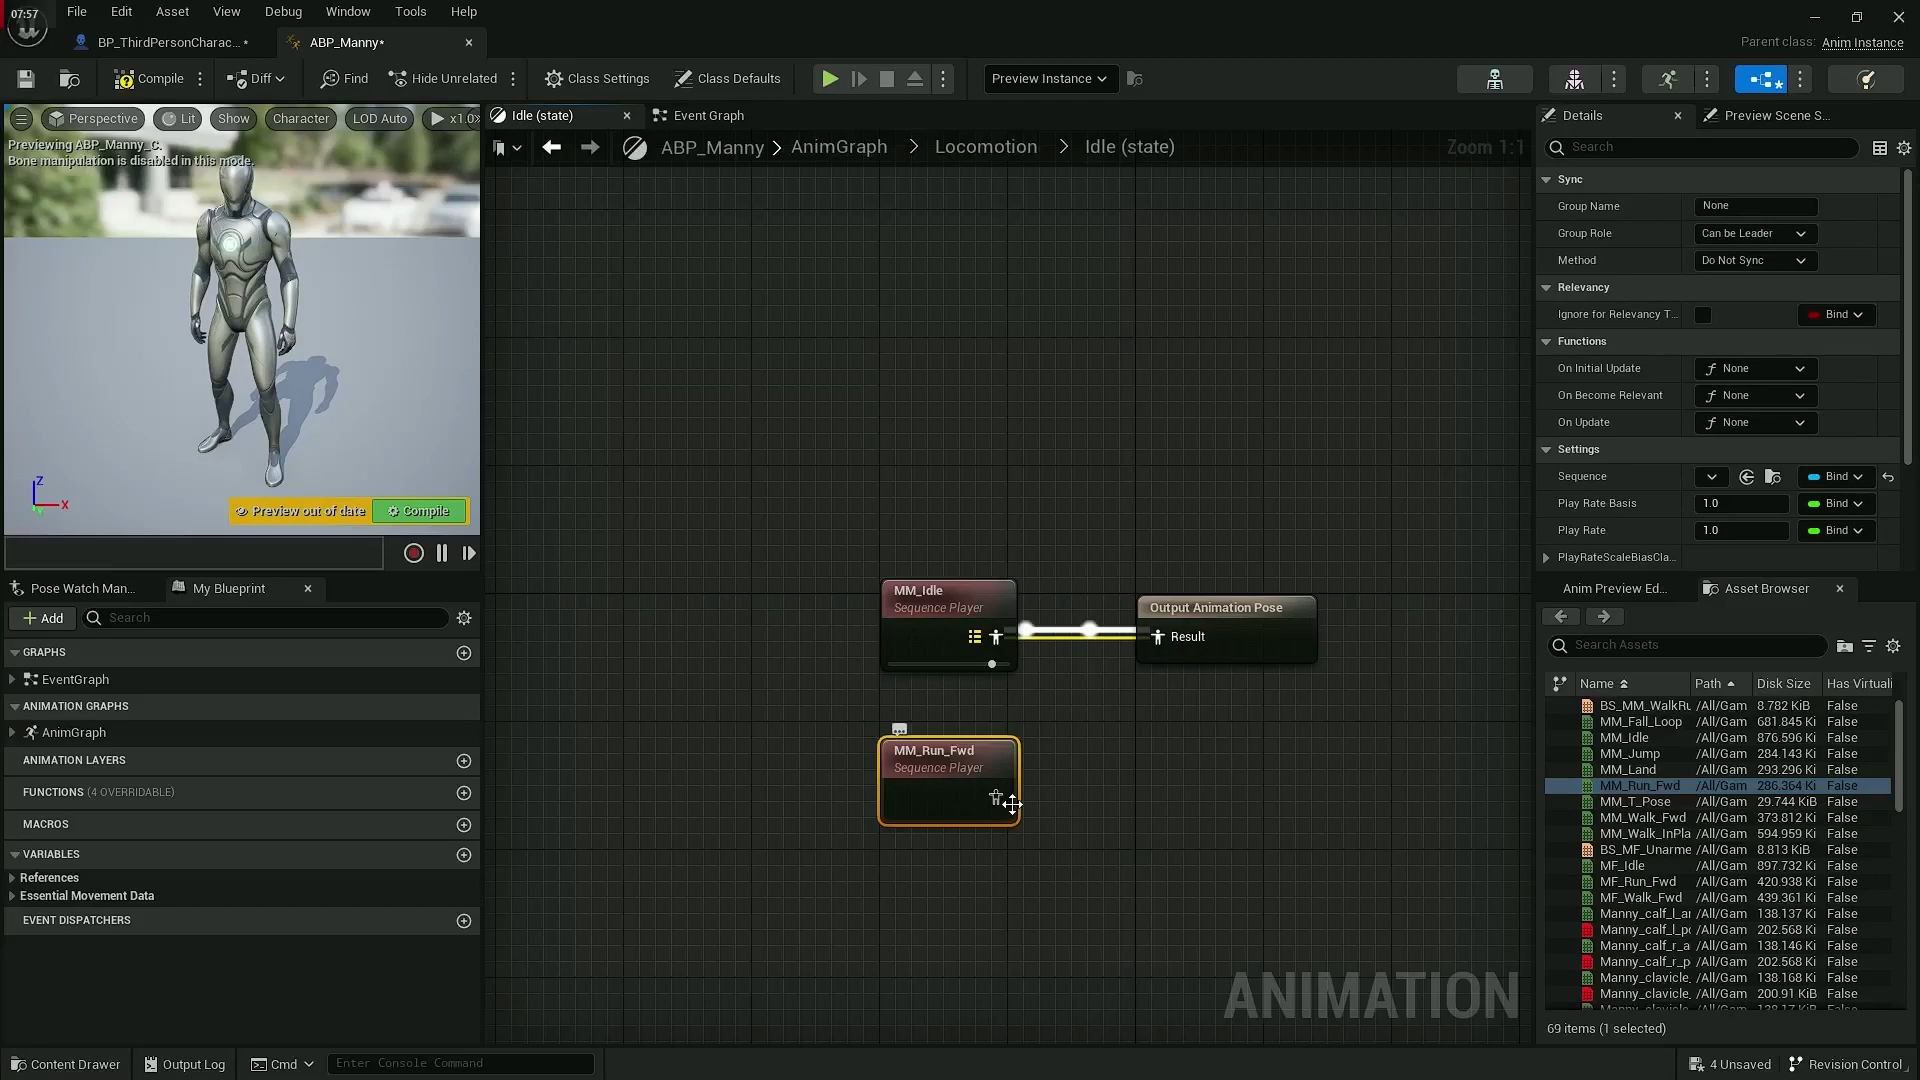 07:57
File Edit Asset View Debug Window Tools Help
BP_ThirdPersonCharac... *
ABP_Manny*
Parent class: Anim Instance
Compile
Diff
Find
Hide Unrelated
Class Settings
Class Defaults
Preview Instance
Perspective
Lit
Show
Character
LOD Auto
x1.0
Previewing ABP_Manny_C.
Bone manipulation is disabled in this mode.
Z
X
Preview out of date
Compile
Pose Watch Man...
My Blueprint
Add
Search
GRAPHS
EventGraph
ANIMATION GRAPHS
AnimGraph
ANIMATION LAYERS
FUNCTIONS (4 OVERRIDABLE)
MACROS
VARIABLES
References
Essential Movement Data
EVENT DISPATCHERS
Idle (state)
Event Graph
ABP_Manny > AnimGraph > Locomotion > Idle (state)
Zoom 1:1
MM_Idle
Sequence Player
Output Animation Pose
Result
MM_Run_Fwd
Sequence Player
ANIMATION
Details
Preview Scene S...
Search
Sync
Group Name None
Group Role Can be Leader
Method Do Not Sync
Relevancy
Ignore for Relevancy T... Bind
Functions
On Initial Update None
On Become Relevant None
On Update None
Settings
Sequence Bind
Play Rate Basis 1.0 Bind
Play Rate 1.0 Bind
PlayRateScaleBiasCla...
Anim Preview Ed...
Asset Browser
Search Assets
Name Path Disk Size Has Virtuali
BS_MM_WalkRu /All/Gam 8.782 KiB False
MM_Fall_Loop /All/Gam 681.845 Ki False
MM_Idle /All/Gam 876.596 Ki False
MM_Jump /All/Gam 284.143 Ki False
MM_Land /All/Gam 293.296 Ki False
MM_Run_Fwd /All/Gam 286.364 Ki False
MM_T_Pose /All/Gam 29.744 KiB False
MM_Walk_Fwd /All/Gam 373.812 Ki False
MM_Walk_InPla /All/Gam 594.959 Ki False
BS_MF_Unarme /All/Gam 8.813 KiB False
MF_Idle /All/Gam 897.732 Ki False
MF_Run_Fwd /All/Gam 420.938 Ki False
MF_Walk_Fwd /All/Gam 439.361 Ki False
Manny_calf_l_ar /All/Gam 138.137 Ki False
Manny_calf_l_po /All/Gam 202.568 Ki False
Manny_calf_r_a /All/Gam 138.146 Ki False
Manny_calf_r_p /All/Gam 202.568 Ki False
Manny_clavicle_ /All/Gam 138.168 Ki False
Manny_clavicle_ /All/Gam 200.91 KiB False
69 items (1 selected)
Content Drawer
Output Log
Cmd
Enter Console Command
4 Unsaved
Revision Control